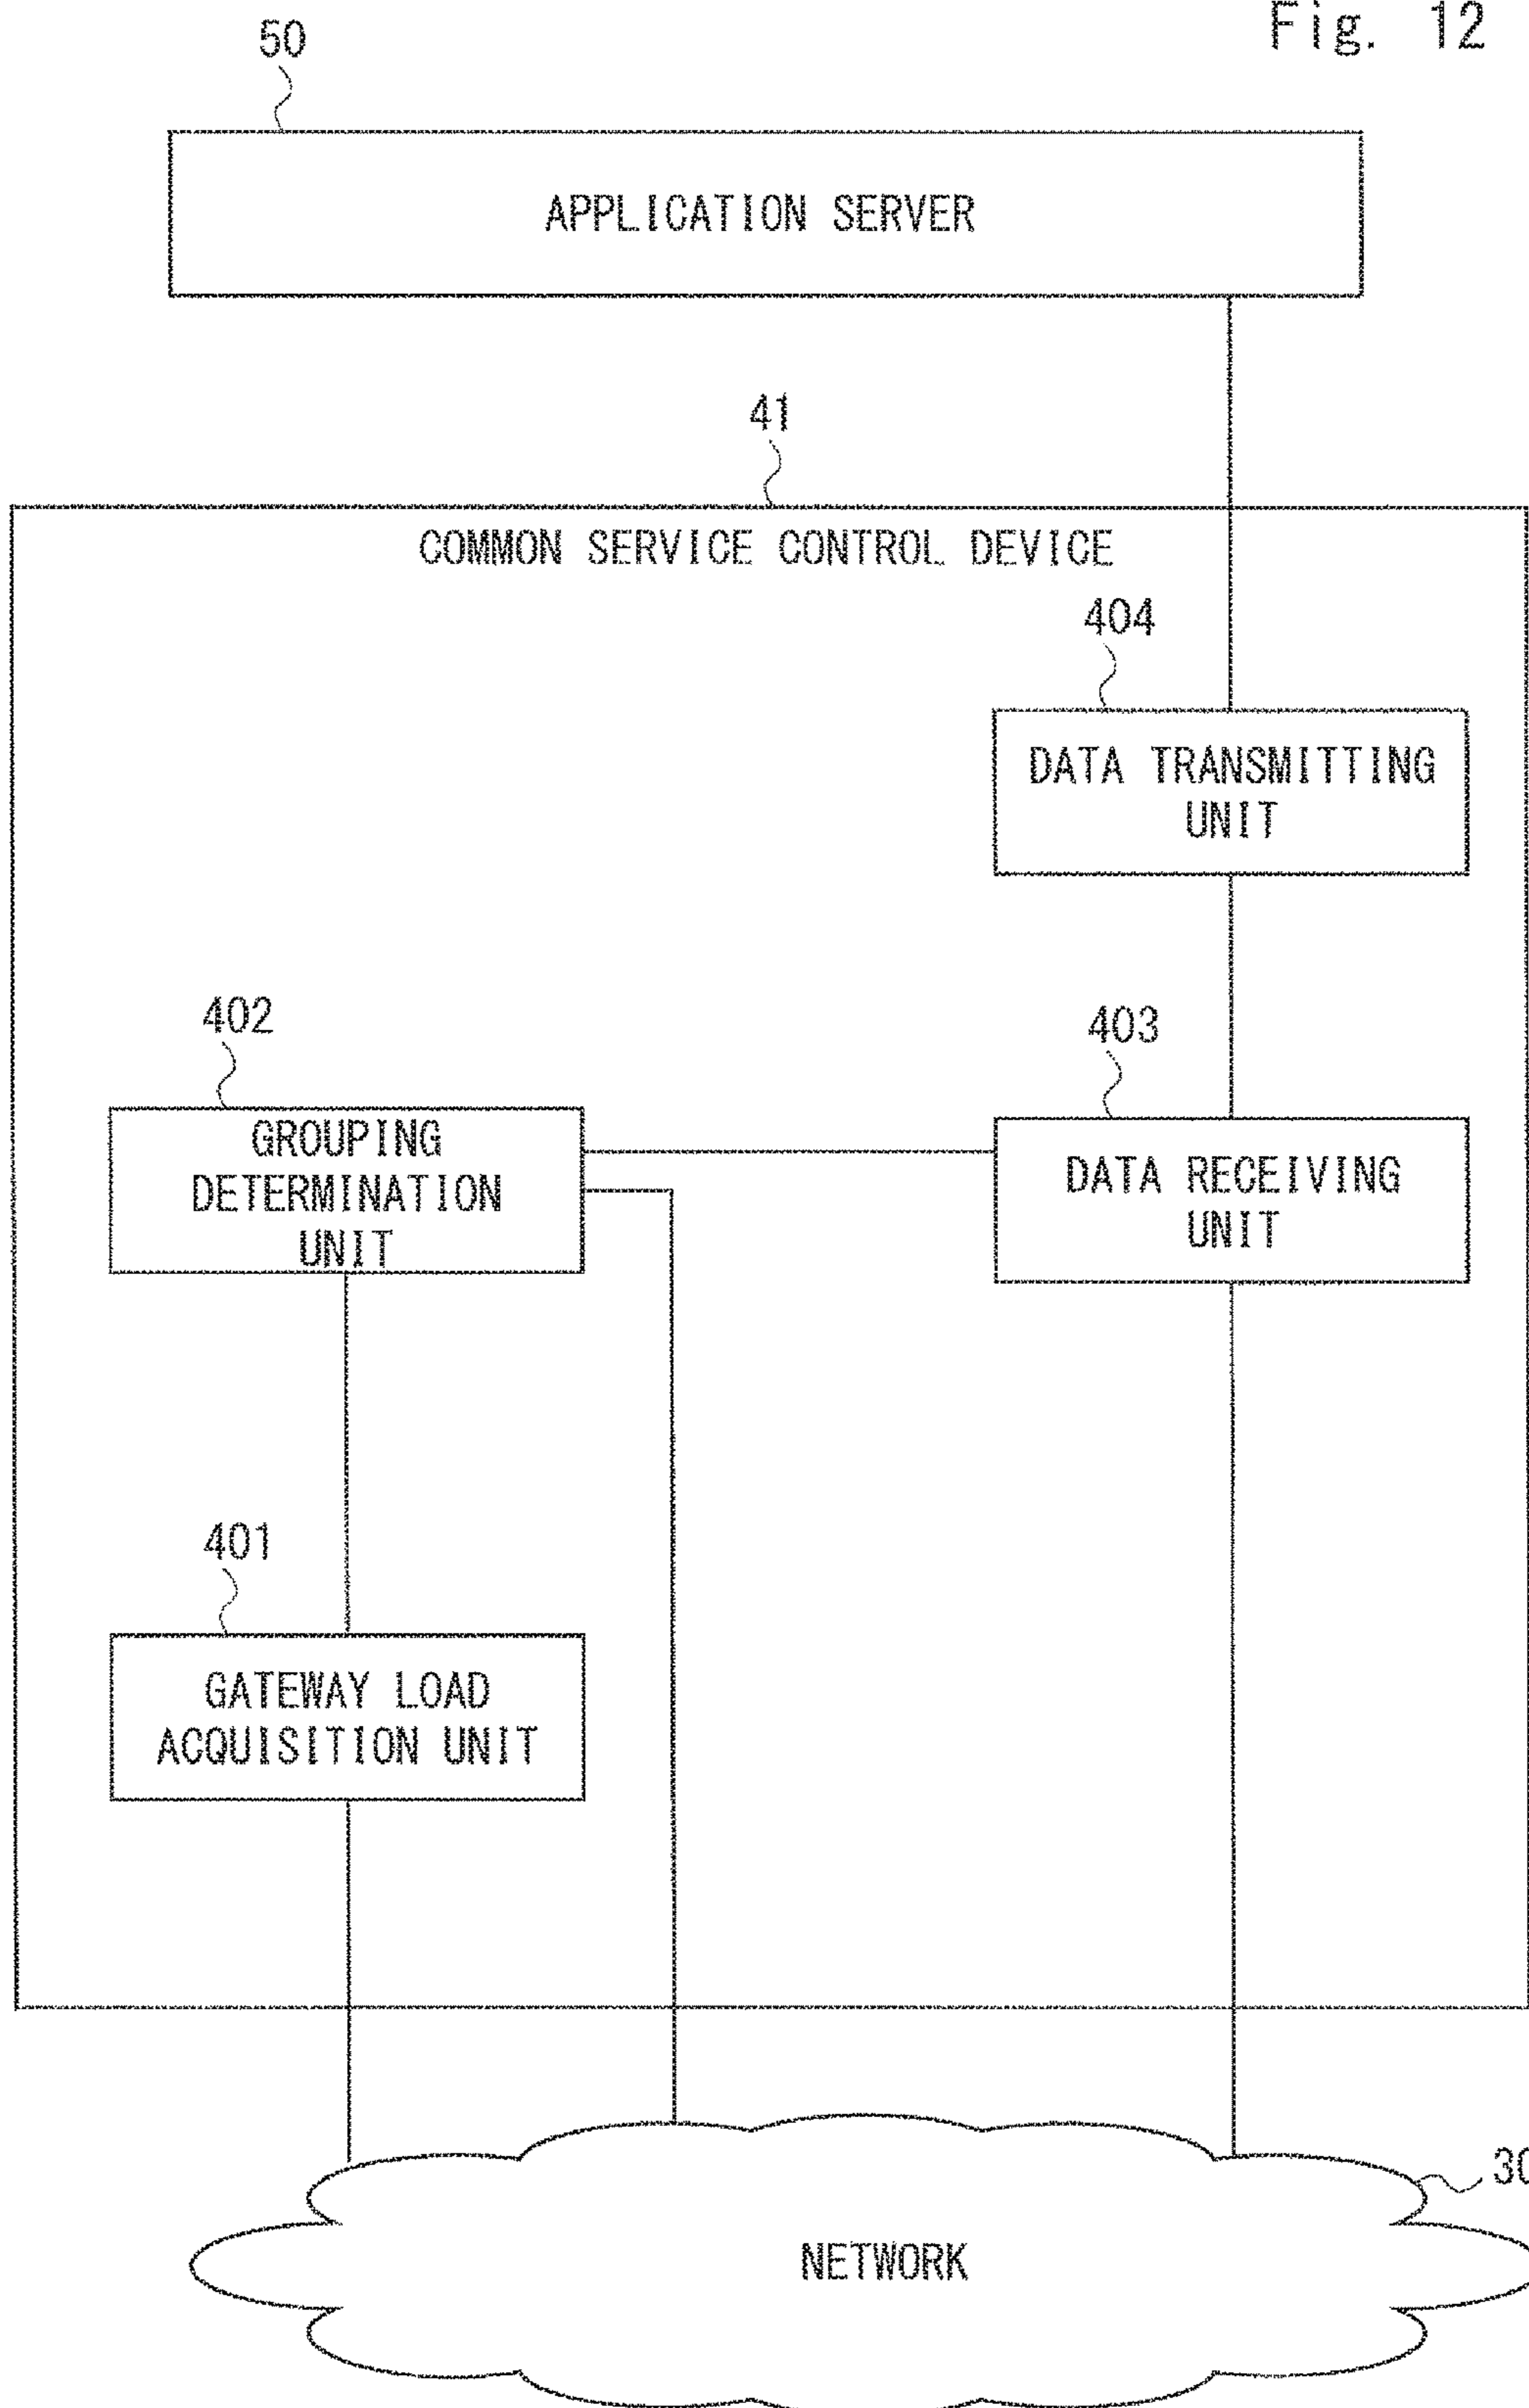 Fig. 12
50
APPLICATION SERVER
41
COMMON SERVICE CONTROL DEVICE
404
DATA TRANSMITTING
UNIT
402
403
GROUPING
DETERMINATION
UNIT
DATA RECEIVING
UNIT
401
GATEWAY LOAD
ACQUISITION UNIT
30
NETWORK